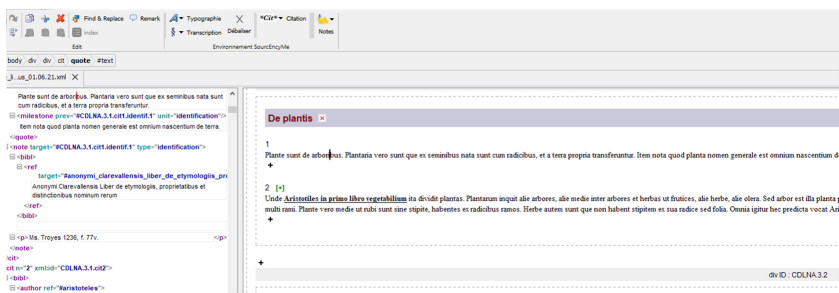 Find & Replace Remark Typographie "Cit" Citation
index Transcription Débaliser Notes
Edit Environnement SourcEncyMe
body div div cit quote #text
_li...us_01.06.21.xml X
Plante sunt de arboribus. Plantaria vero sunt que ex seminibus nata sunt
cum radicibus, et a terra propria transferuntur.
<milestone prev="#CDLNA.3.1.cit1.identif.1" unit="identification"/>
Item nota quod planta nomen generale est omnium nascentium de terra.
</quote>
<note target="#CDLNA.3.1.cit1.identif.1" type="identification">
<bibl>
<ref
target="#anonymi_clarevallensis_liber_de_etymologiis_pro
Anonymi Clarevallensis Liber de etymologiis, proprietatibus et
distinctionibus nominum rerum
</ref>
</bibl>
<p>Ms. Troyes 1236, f. 77v. </p>
</note>
/cit>
cit n="2" xml:id="CDLNA.3.1.cit2">
<bibl>
<author ref="#aristoteles">
De plantis
1
Plante sunt de arboribus. Plantaria vero sunt que ex seminibus nata sunt cum radicibus, et a terra propria transferuntur. Item nota quod planta nomen generale est omnium nascentium d
+
2 [+]
Unde Aristotiles in primo libro vegetabilium ita dividit plantas. Plantarum inquit alie arbores, alie medie inter arbores et herbas ut frutices, alie herbe, alie olera. Sed arbor est illa planta
multi rami. Plante vero medie ut rubi sunt sine stipite, habentes ex radicibus ramos. Herbe autem sunt que non habent stipitem ex sua radice sed folia. Omnia igitur hec predicta vocat Ari
+
+
div ID : CDLNA.3.2